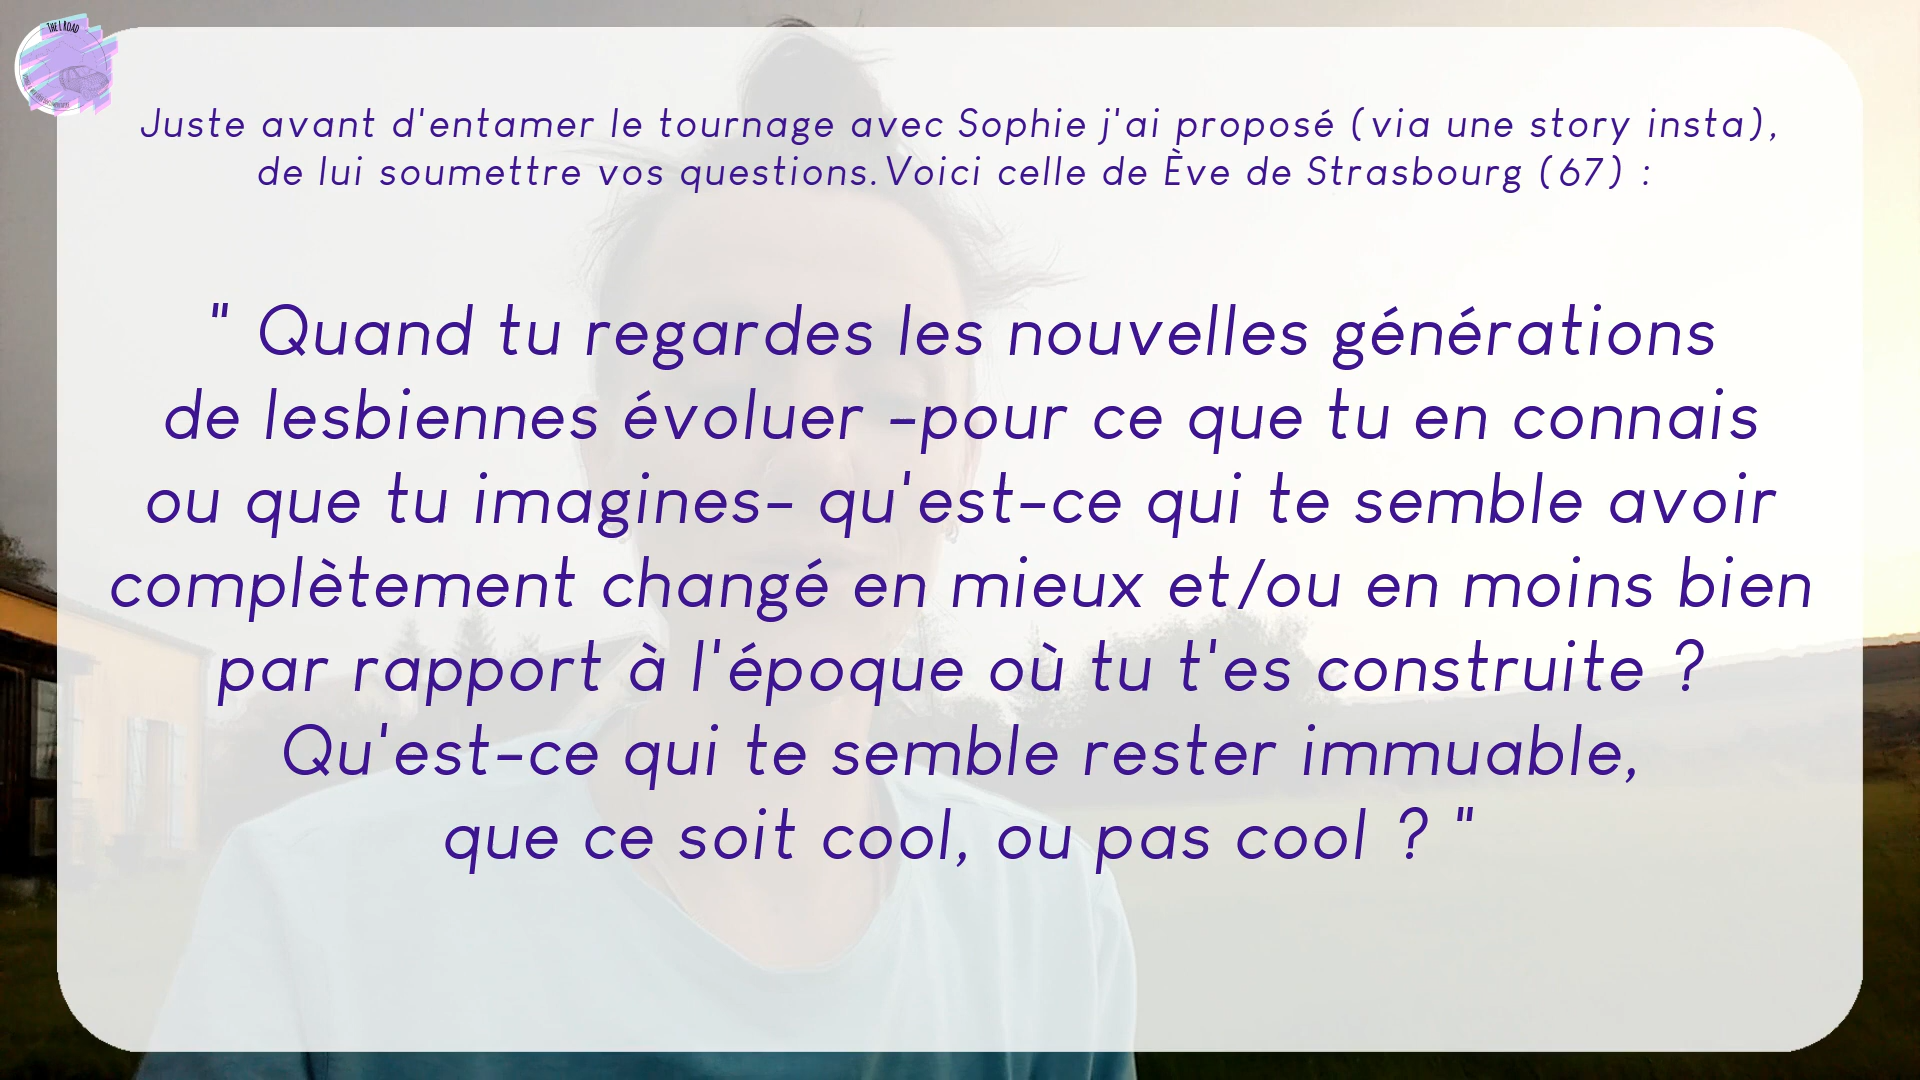 THE L ROAD
Juste avant d'entamer le tournage avec Sophie j'ai proposé (via une story insta),
de lui soumettre vos questions.Voici celle de Ève de Strasbourg (67) :
" Quand tu regardes les nouvelles générations
de lesbiennes évoluer -pour ce que tu en connais
ou que tu imagines- qu'est-ce qui te semble avoir
complètement changé en mieux et/ou en moins bien
par rapport à l'époque où tu t'es construite ?
Qu'est-ce qui te semble rester immuable,
que ce soit cool, ou pas cool ? "